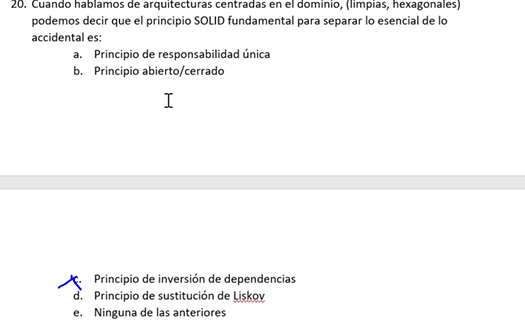 20. Cuando hablamos de arquitecturas centradas en el dominio, (limpias, hexagonales)
podemos decir que el principio SOLID fundamental para separar lo esencial de lo
accidental es:
a. Principio de responsabilidad única
b. Principio abierto/cerrado
Principio de inversión de dependencias
d. Principio de sustitución de Liskov
e. Ninguna de las anteriores